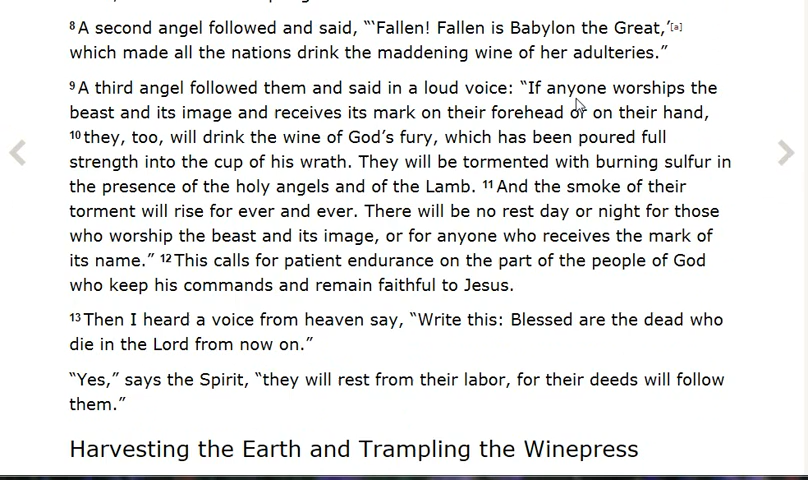 ⁸ A second angel followed and said, “‘Fallen! Fallen is Babylon the Great,’[a]
which made all the nations drink the maddening wine of her adulteries.”
⁹ A third angel followed them and said in a loud voice: “If anyone worships the
beast and its image and receives its mark on their forehead or on their hand,
¹⁰ they, too, will drink the wine of God’s fury, which has been poured full
strength into the cup of his wrath. They will be tormented with burning sulfur in
the presence of the holy angels and of the Lamb. ¹¹ And the smoke of their
torment will rise for ever and ever. There will be no rest day or night for those
who worship the beast and its image, or for anyone who receives the mark of
its name.” ¹² This calls for patient endurance on the part of the people of God
who keep his commands and remain faithful to Jesus.
¹³ Then I heard a voice from heaven say, “Write this: Blessed are the dead who
die in the Lord from now on.”
“Yes,” says the Spirit, “they will rest from their labor, for their deeds will follow
them.”
Harvesting the Earth and Trampling the Winepress